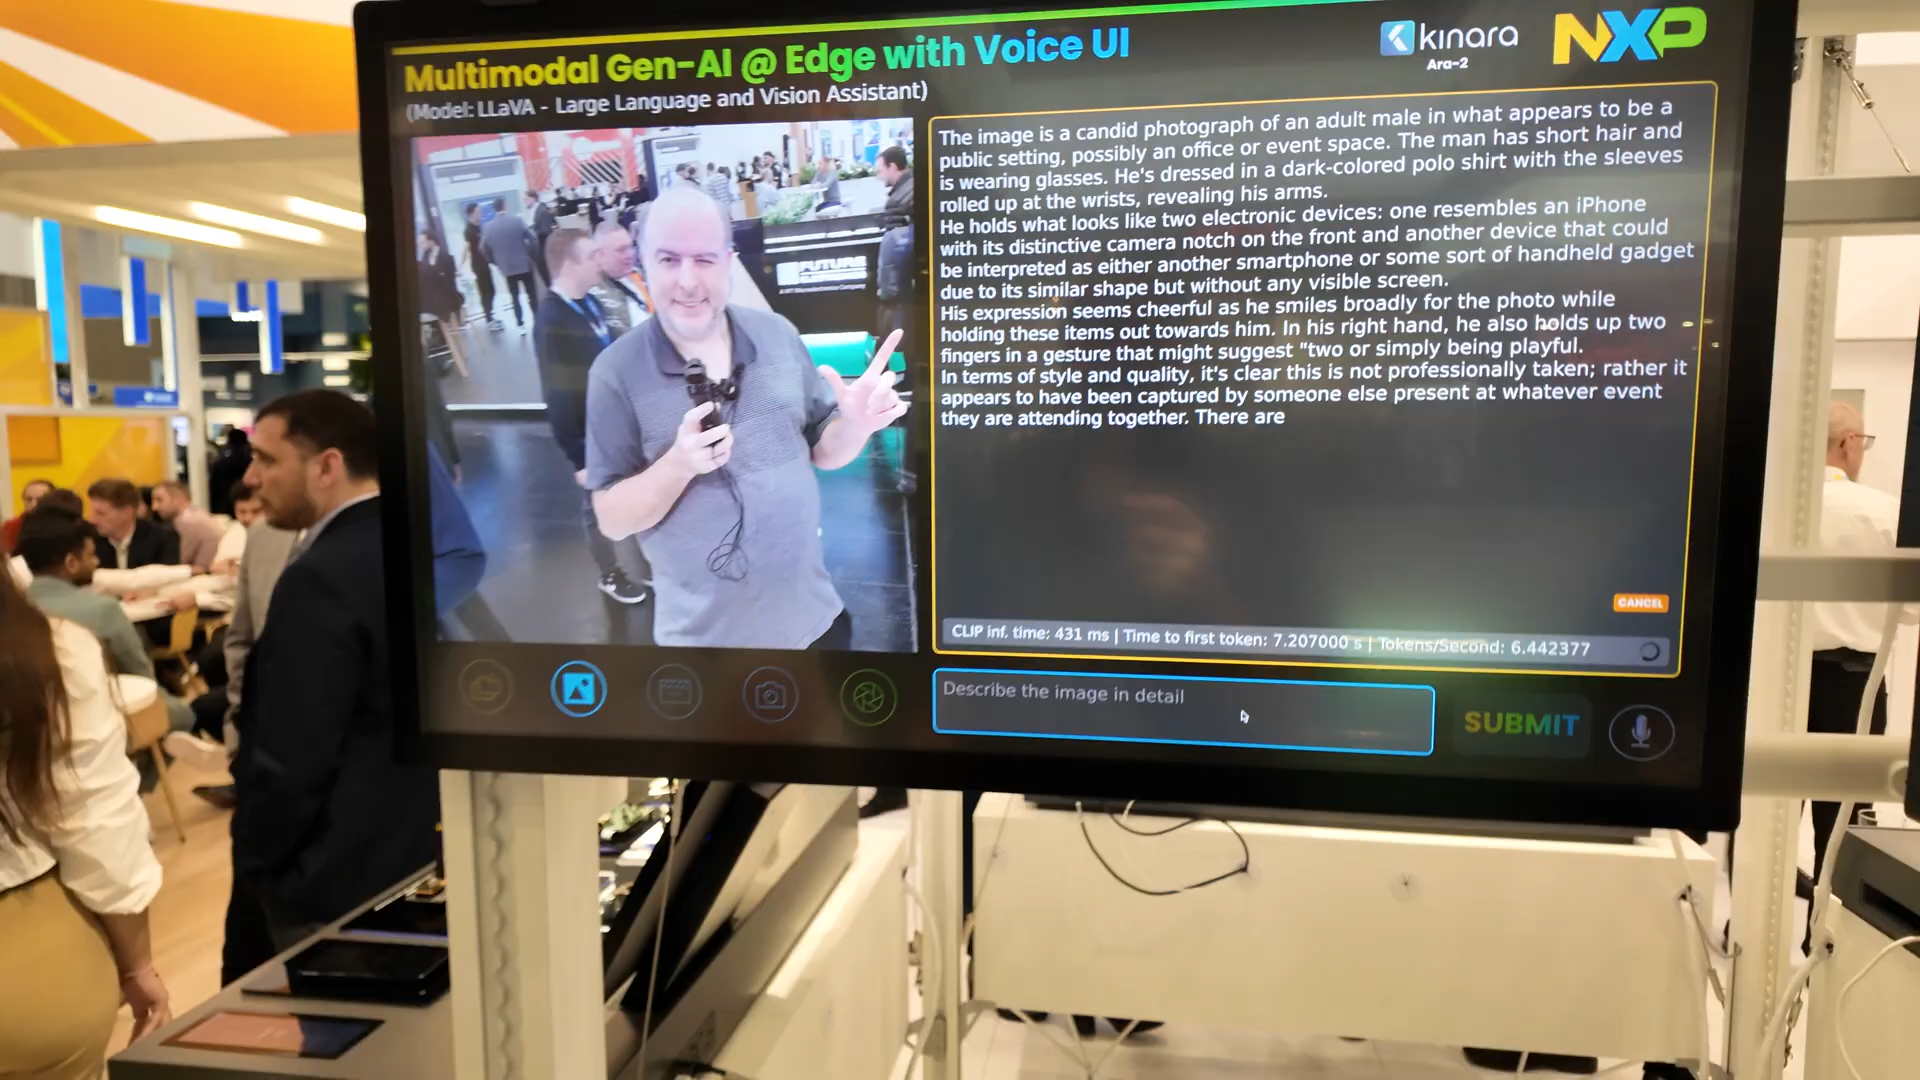 Multimodal Gen-AI @ Edge with Voice UI
(Model: LLaVA - Large Language and Vision Assistant)
kinara
Ara-2
NXP
The image is a candid photograph of an adult male in what appears to be a
public setting, possibly an office or event space. The man has short hair and
is wearing glasses. He's dressed in a dark-colored polo shirt with the sleeves
rolled up at the wrists, revealing his arms.
He holds what looks like two electronic devices: one resembles an iPhone
with its distinctive camera notch on the front and another device that could
be interpreted as either another smartphone or some sort of handheld gadget
due to its similar shape but without any visible screen.
His expression seems cheerful as he smiles broadly for the photo while
holding these items out towards him. In his right hand, he also holds up two
fingers in a gesture that might suggest "two or simply being playful.
In terms of style and quality, it's clear this is not professionally taken; rather it
appears to have been captured by someone else present at whatever event
they are attending together. There are
FUTURE
CANCEL
CLIP inf. time: 431 ms | Time to first token: 7.207000 s | Tokens/Second: 6.442377
Describe the image in detail
SUBMIT